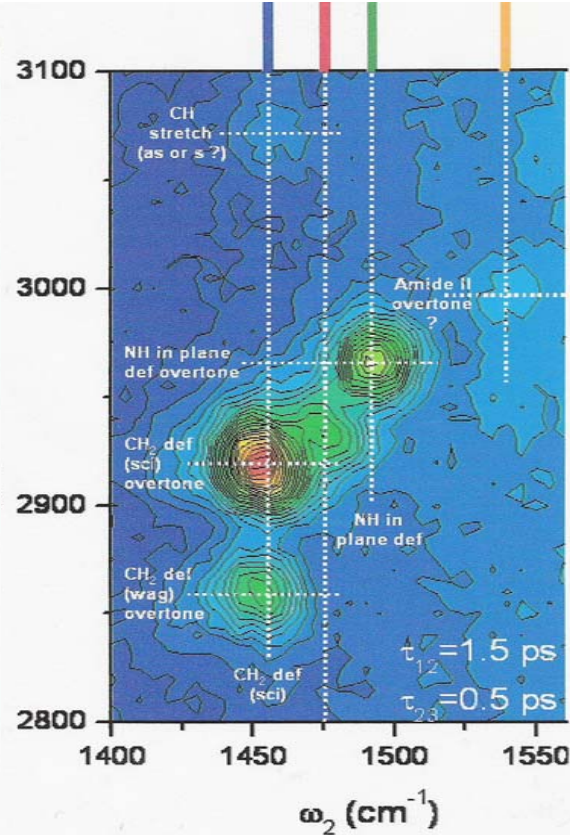 3100
CH
stretch
(as or s ?)
3000
Amide II
overtone
?
NH in plane
def overtone
CH₂ def
(sci)
overtone
2900
NH in
plane def
CH₂ def
(wag)
overtone
τ₁₂=1.5 ps
CH₂ def
(sci)
τ₂₃=0.5 ps
2800
1400 1450 1500 1550
ω₂ (cm⁻¹)